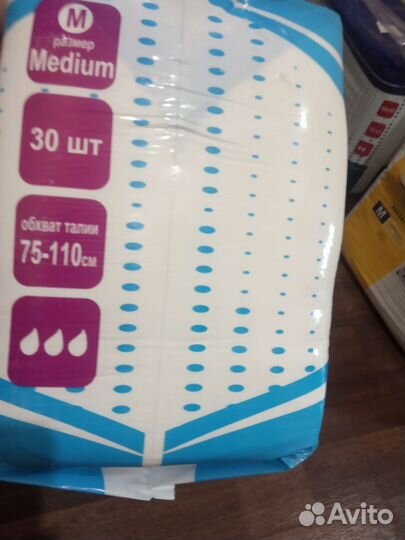 M
размер
Medium
30 шт
обхват талии
75-110см
M
Avito